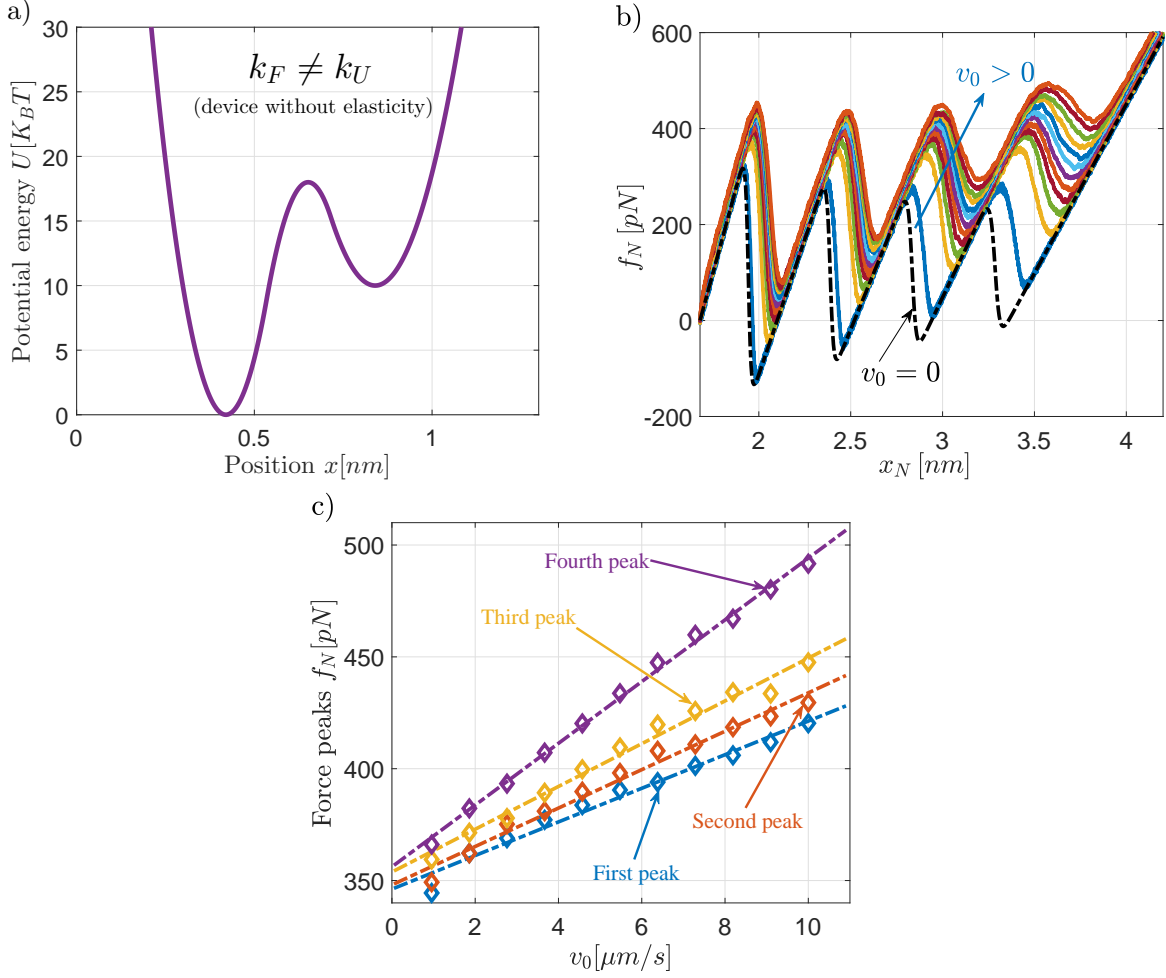 a)
30
25
20
15
10
5
0
Potential energy U[K_BT]
k_F ≠ k_U
(device without elasticity)
0
0.5
1
Position x[nm]
b)
600
400
200
0
-200
f_N [pN]
v_0 > 0
v_0 = 0
2
2.5
3
3.5
4
x_N [nm]
c)
500
450
400
350
Force peaks f_N[pN]
Fourth peak
Third peak
Second peak
First peak
0
2
4
6
8
10
v_0[μm/s]